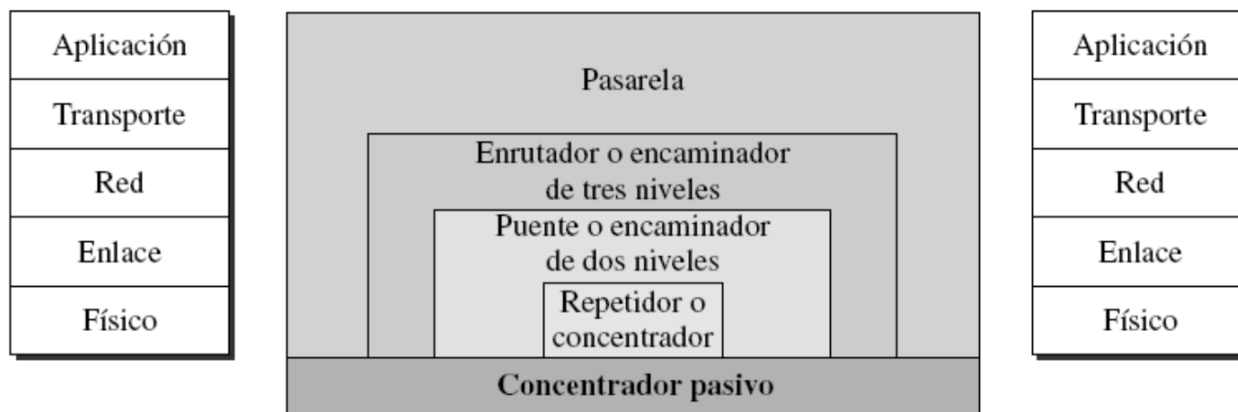 Aplicación
Transporte
Red
Enlace
Físico
Pasarela
Enrutador o encaminador
de tres niveles
Puente o encaminador
de dos niveles
Repetidor o
concentrador
Concentrador pasivo
Aplicación
Transporte
Red
Enlace
Físico